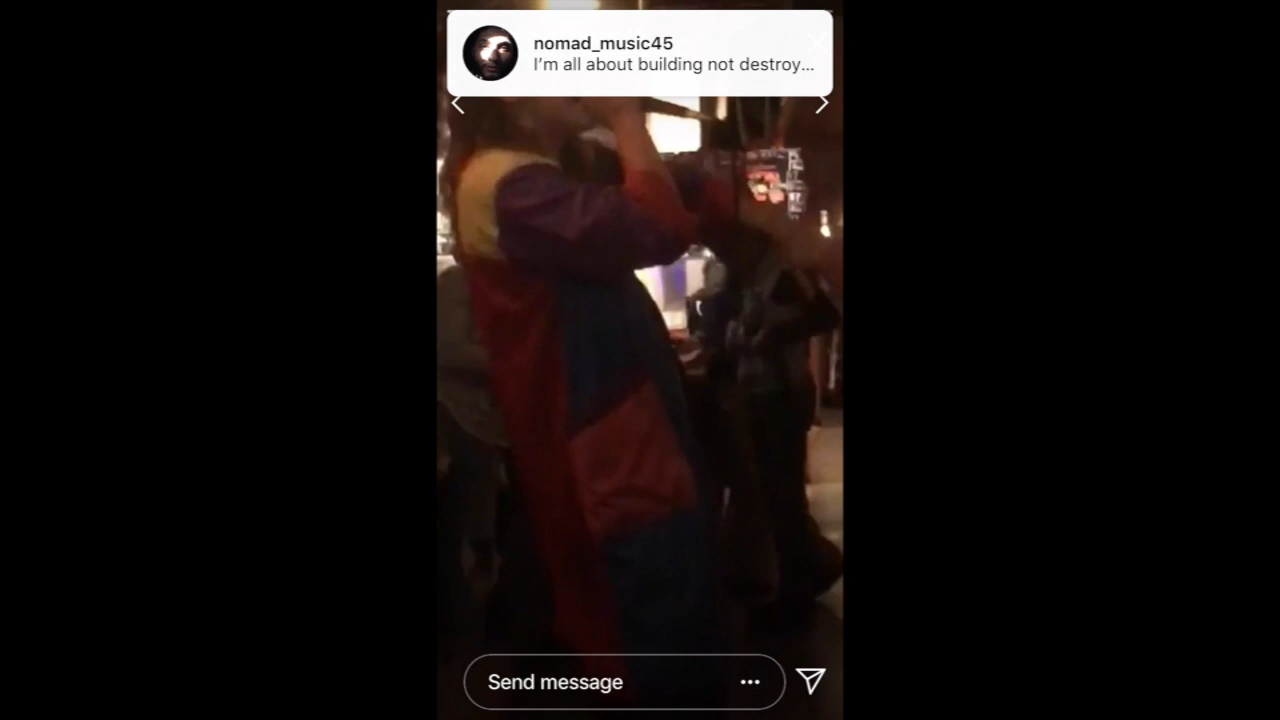 nomad_music45
I’m all about building not destroy...
Send message